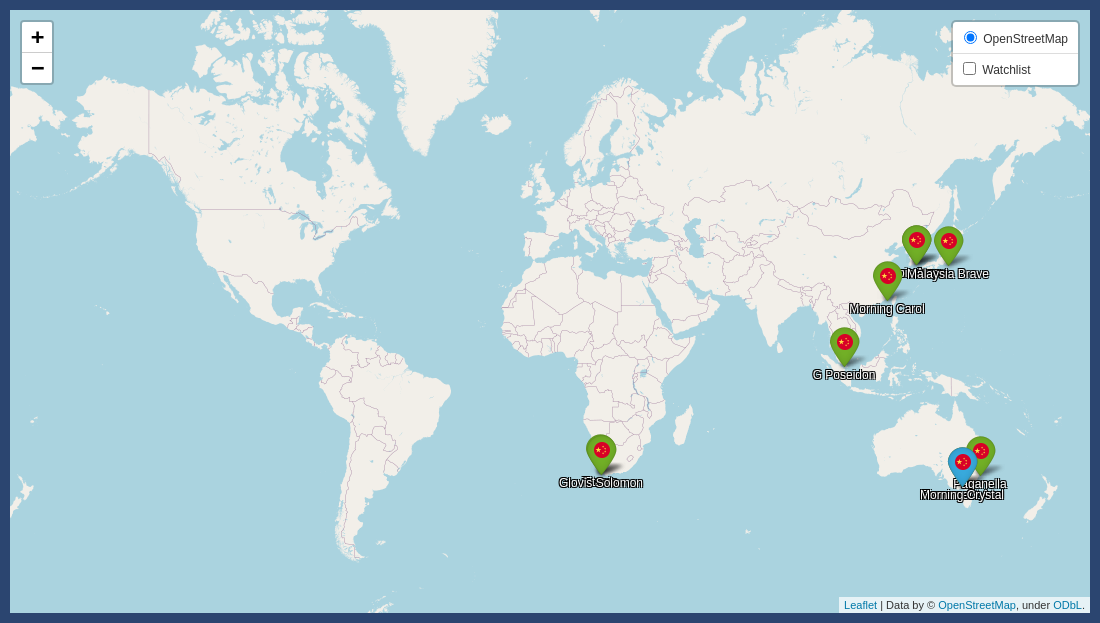 +
−
OpenStreetMap
Watchlist
Malaysia Brave
Morning Carol
G Poseidon
Glovis Solomon
Paganella
Morning Crystal
Leaflet | Data by © OpenStreetMap, under ODbL.